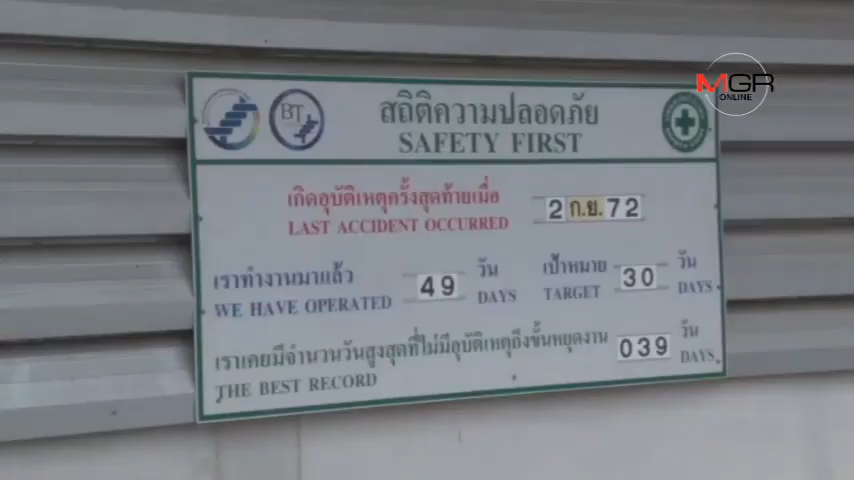 MGR
ONLINE
BT
สถิติความปลอดภัย
SAFETY FIRST
เกิดอุบัติเหตุครั้งสุดท้ายเมื่อ
LAST ACCIDENT OCCURRED
2 ก.ย. 72
เราทำงานมาแล้ว 49 วัน เป้าหมาย 30 วัน
WE HAVE OPERATED DAYS TARGET DAYS
เราเคยมีจำนวนวันสูงสุดที่ไม่มีอุบัติเหตุถึงขั้นหยุดงาน 039 วัน
THE BEST RECORD DAYS